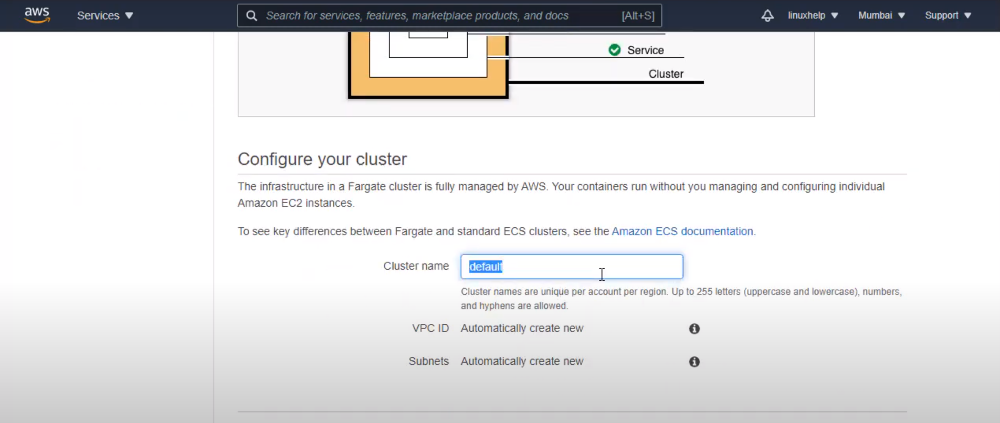 aws Services Search for services, features, marketplace products, and docs [Alt+S] linuxhelp Mumbai Support
Service
Cluster
Configure your cluster
The infrastructure in a Fargate cluster is fully managed by AWS. Your containers run without you managing and configuring individual
Amazon EC2 instances.
To see key differences between Fargate and standard ECS clusters, see the Amazon ECS documentation.
Cluster name default
Cluster names are unique per account per region. Up to 255 letters (uppercase and lowercase), numbers,
and hyphens are allowed.
VPC ID Automatically create new
Subnets Automatically create new